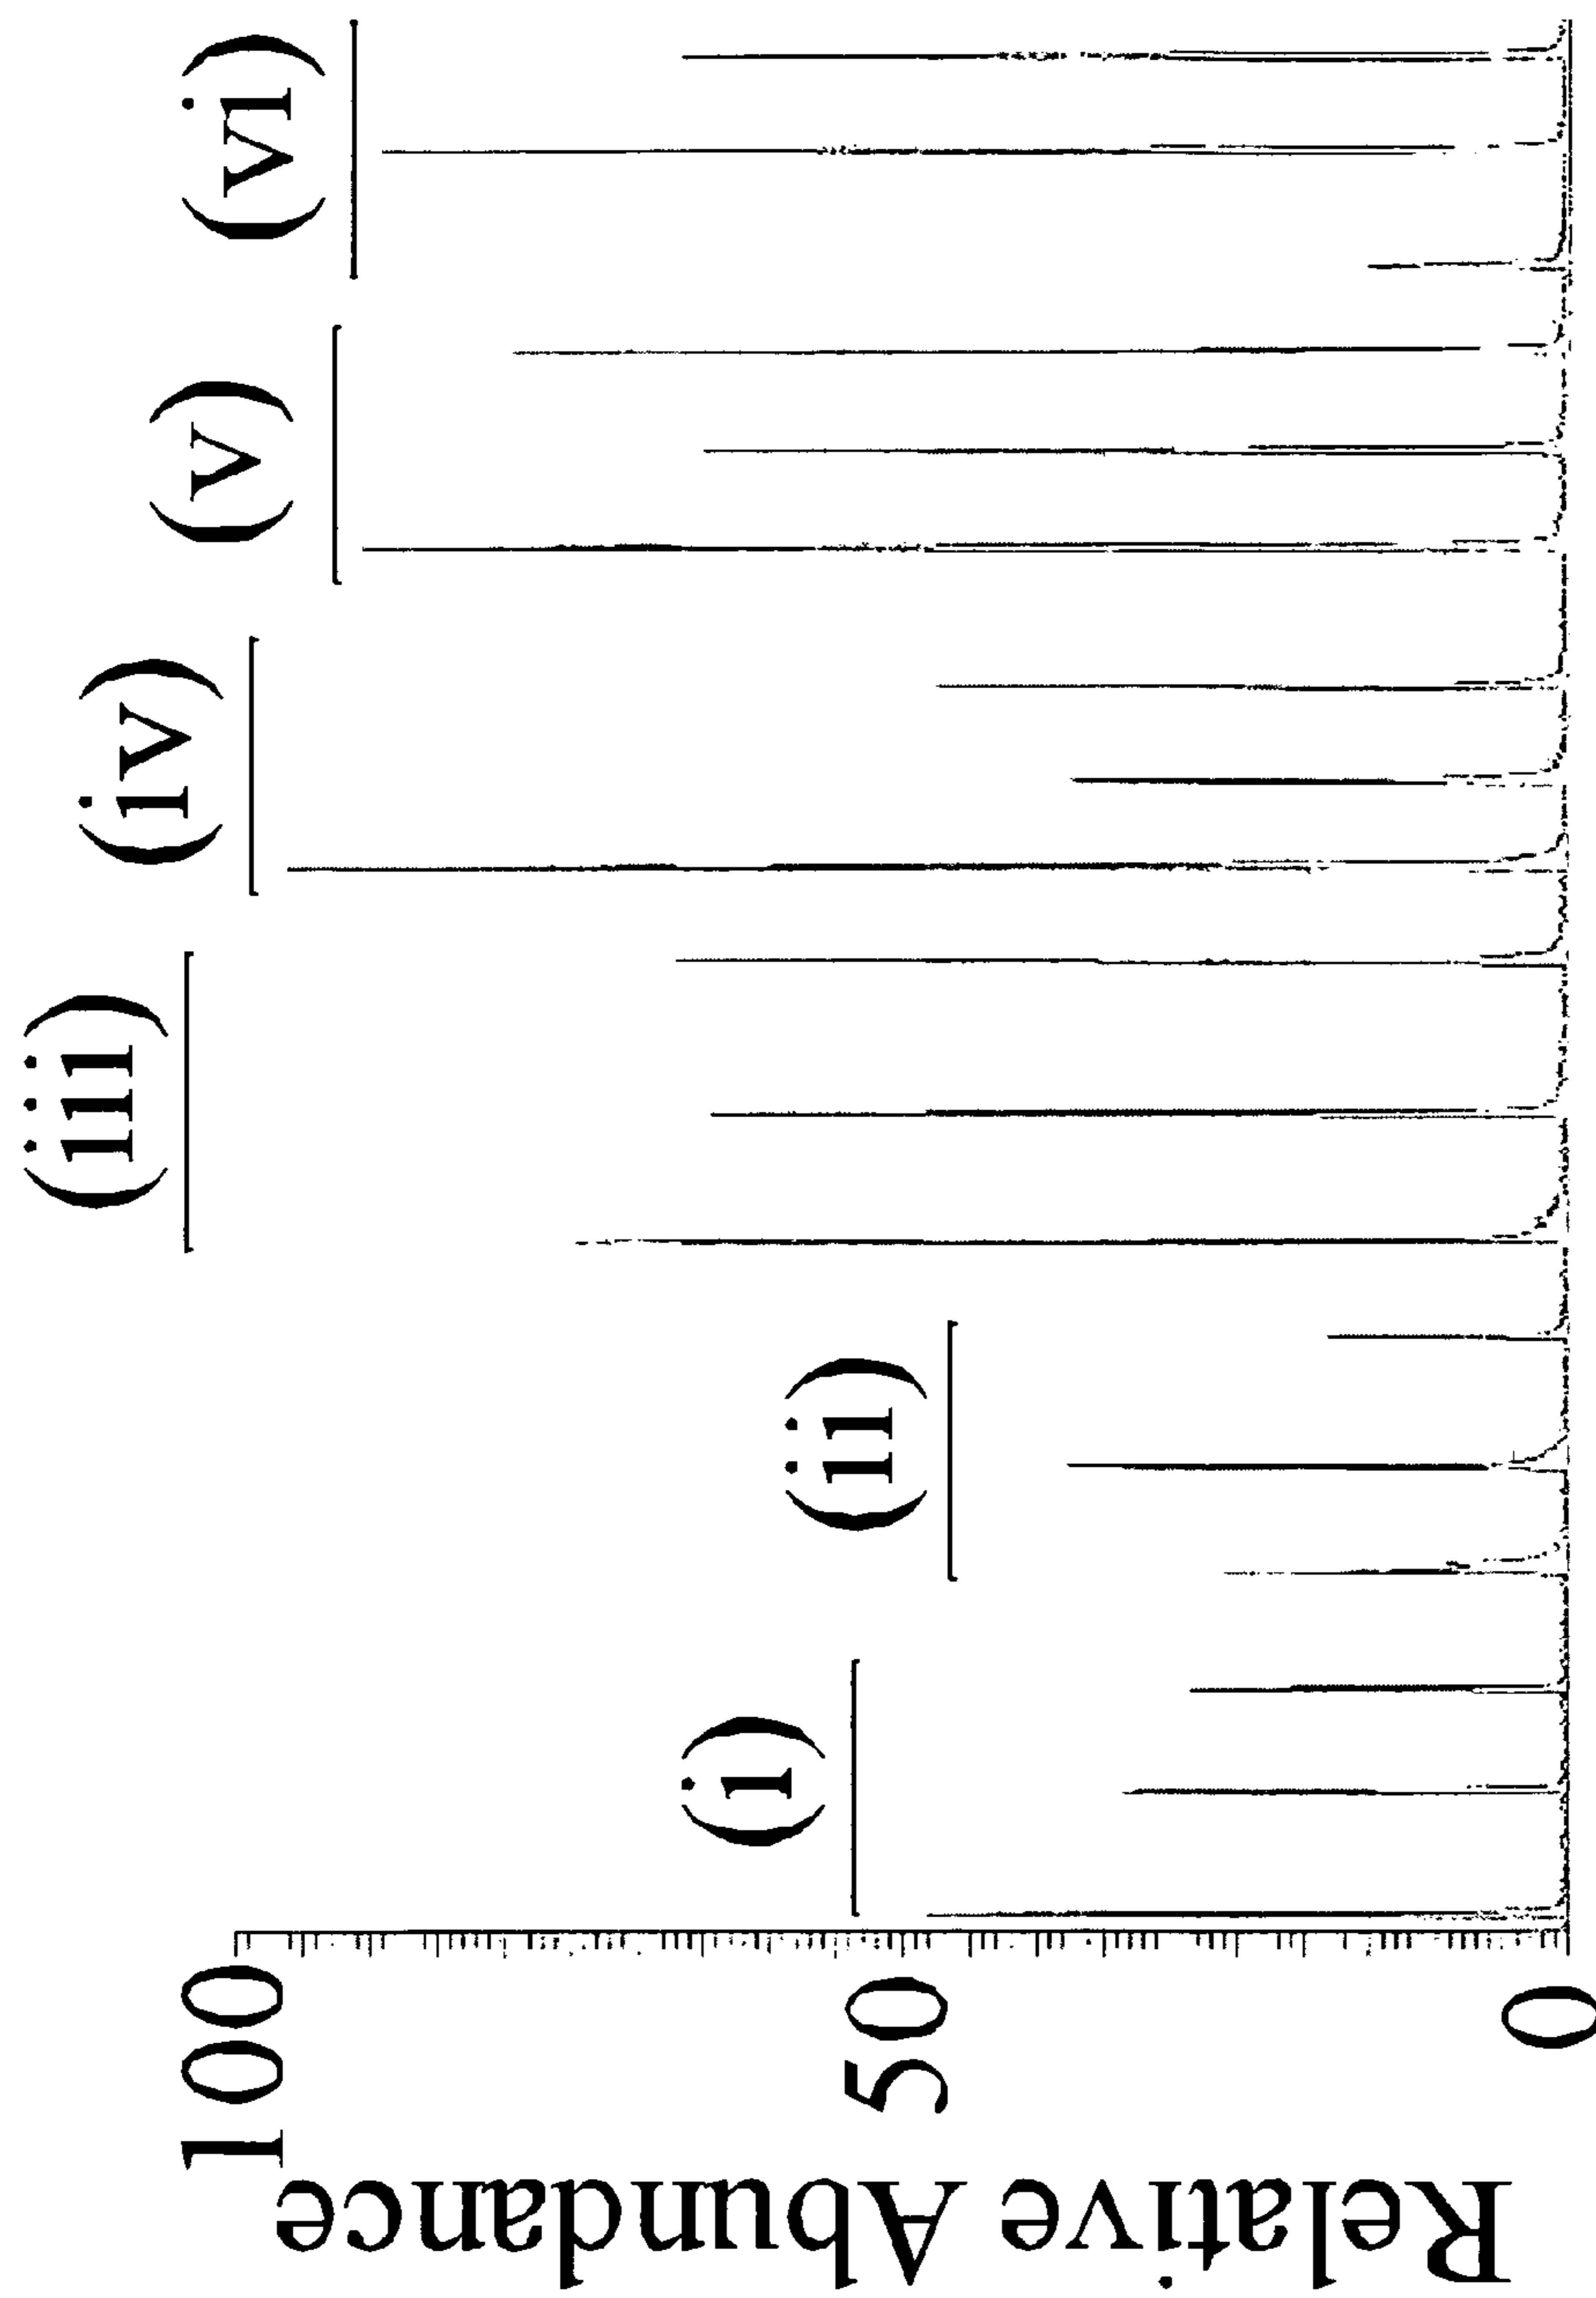 Relative Abundance
100
50
0
(i)
(ii)
(iii)
(iv)
(v)
(vi)